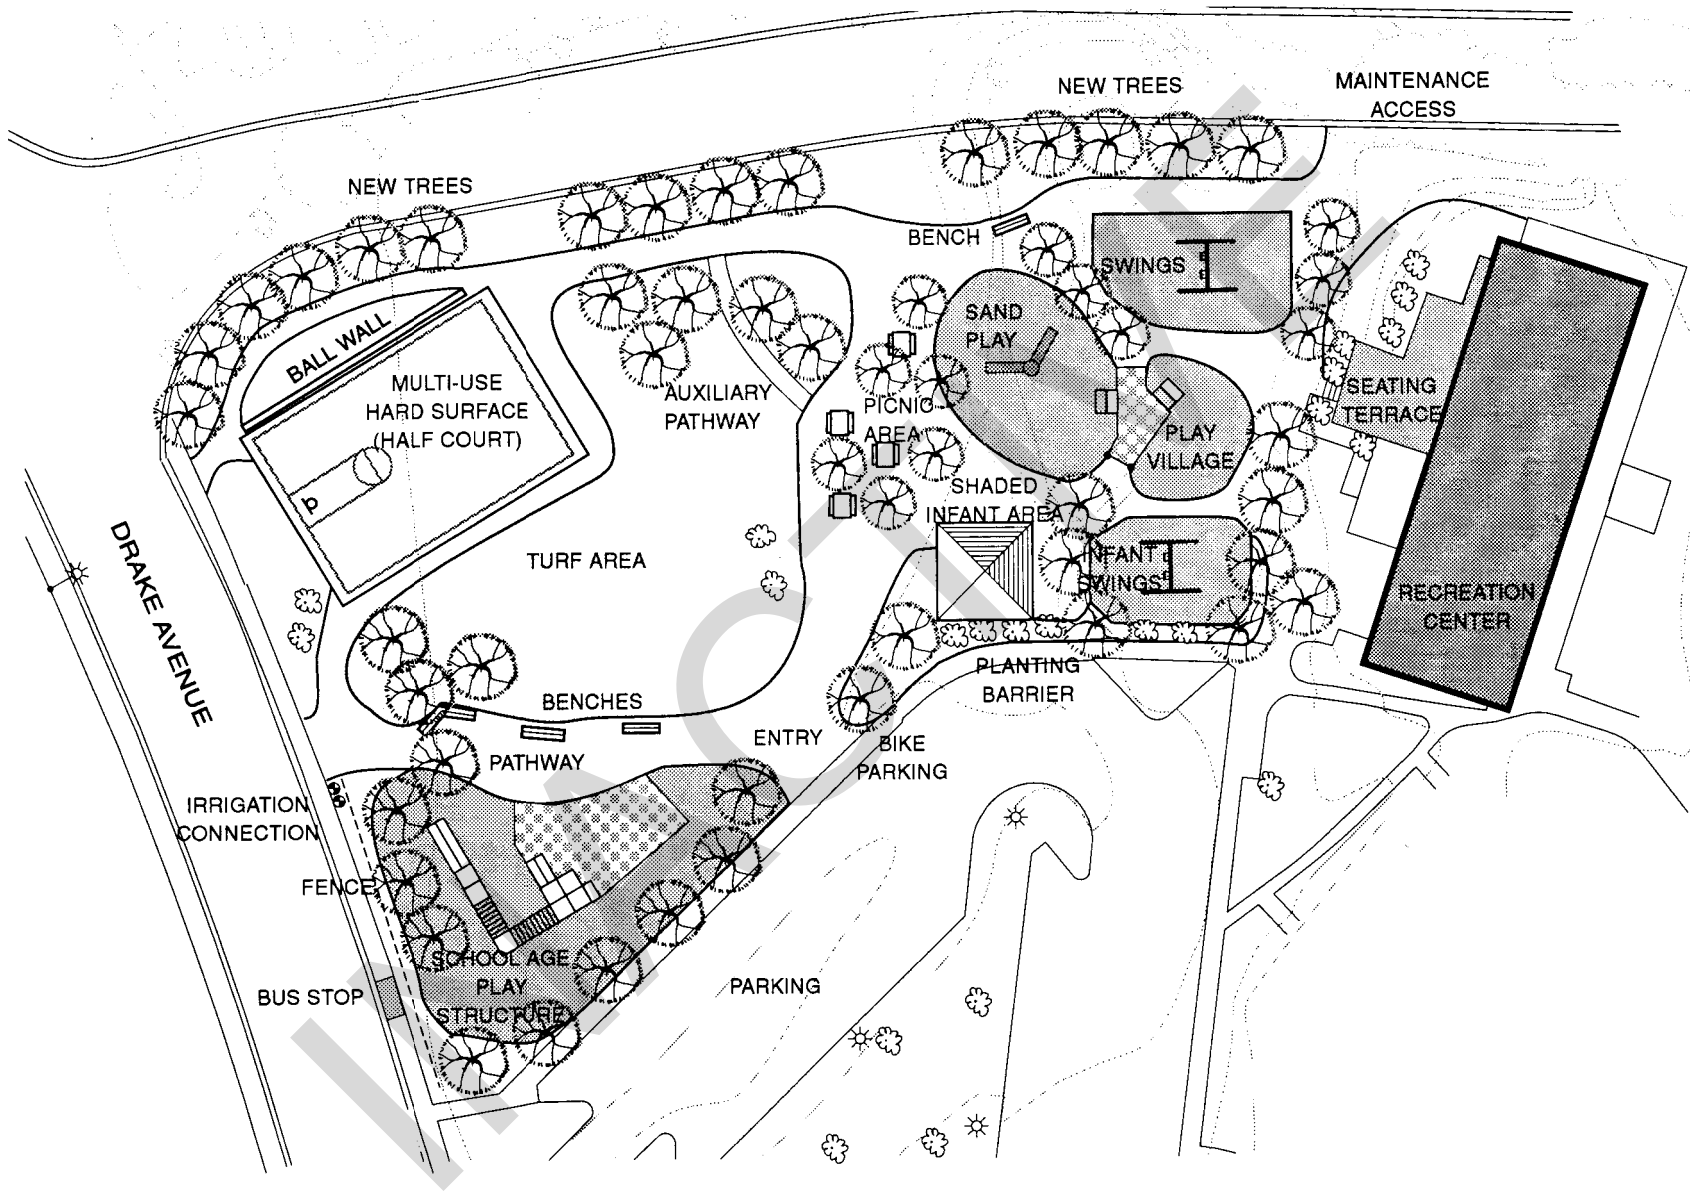 NEW TREES
MAINTENANCE
ACCESS
NEW TREES
BENCH
SWINGS
SAND
PLAY
BALL WALL
MULTI-USE
HARD SURFACE
(HALF COURT)
AUXILIARY
PATHWAY
PICNIC
AREA
SEATING
TERRACE
PLAY
VILLAGE
SHADED
INFANT AREA
DRAKE AVENUE
TURF AREA
INFANT
SWINGS
RECREATION
CENTER
PLANTING
BARRIER
BENCHES
ENTRY
BIKE
PARKING
PATHWAY
IRRIGATION
CONNECTION
FENCE
SCHOOL AGE
PLAY
STRUCTURE
BUS STOP
PARKING
INACTIVE